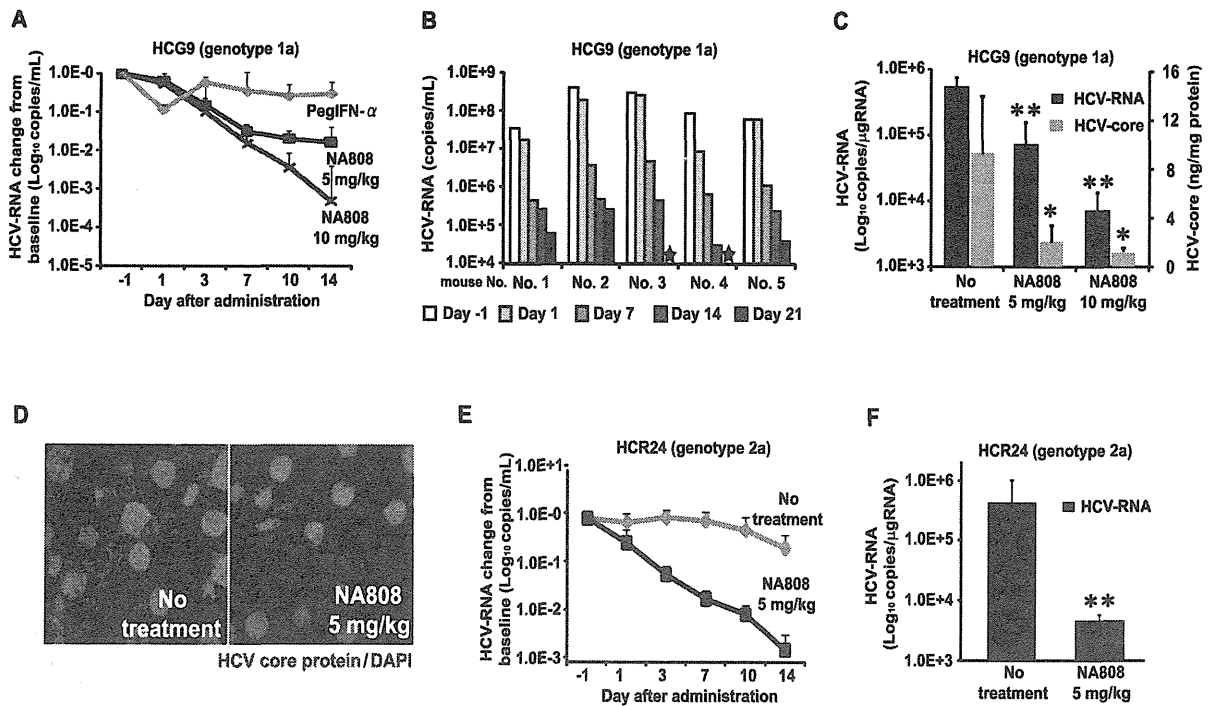 A
HCG9 (genotype 1a)
HCV-RNA change from
baseline (Log₁₀ copies/mL)
1.0E-0
1.0E-1
1.0E-2
1.0E-3
1.0E-4
1.0E-5
PegIFN-α
NA808
5 mg/kg
NA808
10 mg/kg
-1 1 3 7 10 14
Day after administration
B
HCG9 (genotype 1a)
HCV-RNA (copies/mL)
1.0E+9
1.0E+8
1.0E+7
1.0E+6
1.0E+5
1.0E+4
mouse No. No. 1 No. 2 No. 3 No. 4 No. 5
Day -1 Day 1 Day 7 Day 14 Day 21
C
HCG9 (genotype 1a)
HCV-RNA
(Log₁₀ copies/μgRNA)
1.0E+6
1.0E+5
1.0E+4
1.0E+3
HCV-RNA
HCV-core
** * ** *
16
12
8
4
0
HCV-core (ng/mg protein)
No
treatment
NA808
5 mg/kg
NA808
10 mg/kg
D
No
treatment
NA808
5 mg/kg
HCV core protein/DAPI
E
HCR24 (genotype 2a)
HCV-RNA change from
baseline (Log₁₀ copies/mL)
1.0E+1
1.0E-0
1.0E-1
1.0E-2
1.0E-3
No
treatment
NA808
5 mg/kg
-1 1 3 7 10 14
Day after administration
F
HCR24 (genotype 2a)
HCV-RNA
(Log₁₀ copies/μgRNA)
1.0E+6
1.0E+5
1.0E+4
1.0E+3
HCV-RNA
**
No
treatment
NA808
5 mg/kg